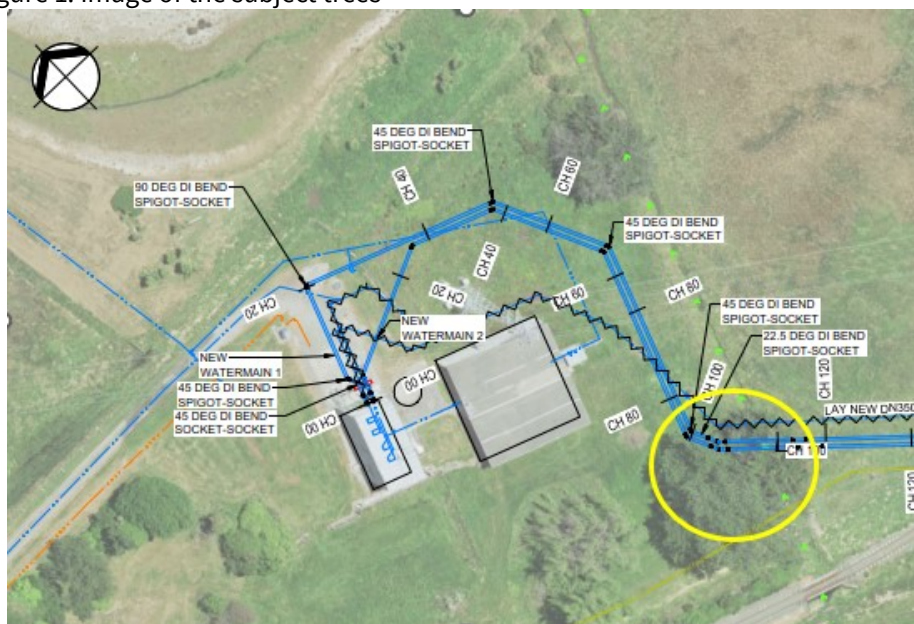 Figure 1. Image of the subject trees
45 DEG DI BEND
SPIGOT-SOCKET
CH 60
CH 40
90 DEG DI BEND
SPIGOT-SOCKET
45 DEG DI BEND
SPIGOT-SOCKET
CH 40
CH 20
CH 60
CH 80
CH 20
45 DEG DI BEND
SPIGOT-SOCKET
NEW
WATERMAIN 2
22.5 DEG DI BEND
SPIGOT-SOCKET
NEW
WATERMAIN 1
CH 00
CH 100
CH 120
45 DEG DI BEND
SPIGOT-SOCKET
45 DEG DI BEND
SOCKET-SOCKET
CH 00
CH 80
LAY NEW DN350
CH 120